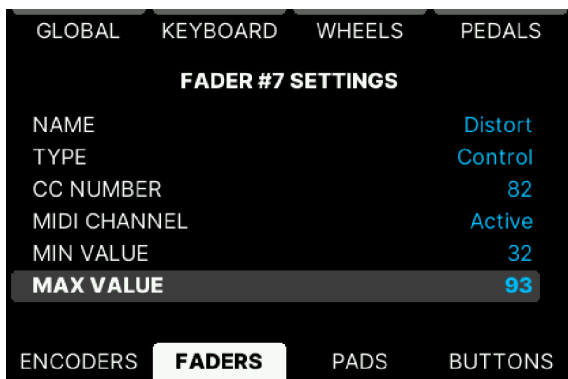 GLOBAL KEYBOARD WHEELS PEDALS
FADER #7 SETTINGS
NAME Distort
TYPE Control
CC NUMBER 82
MIDI CHANNEL Active
MIN VALUE 32
MAX VALUE 93
ENCODERS FADERS PADS BUTTONS